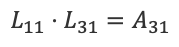 L₁₁ · L₃₁ = A₃₁